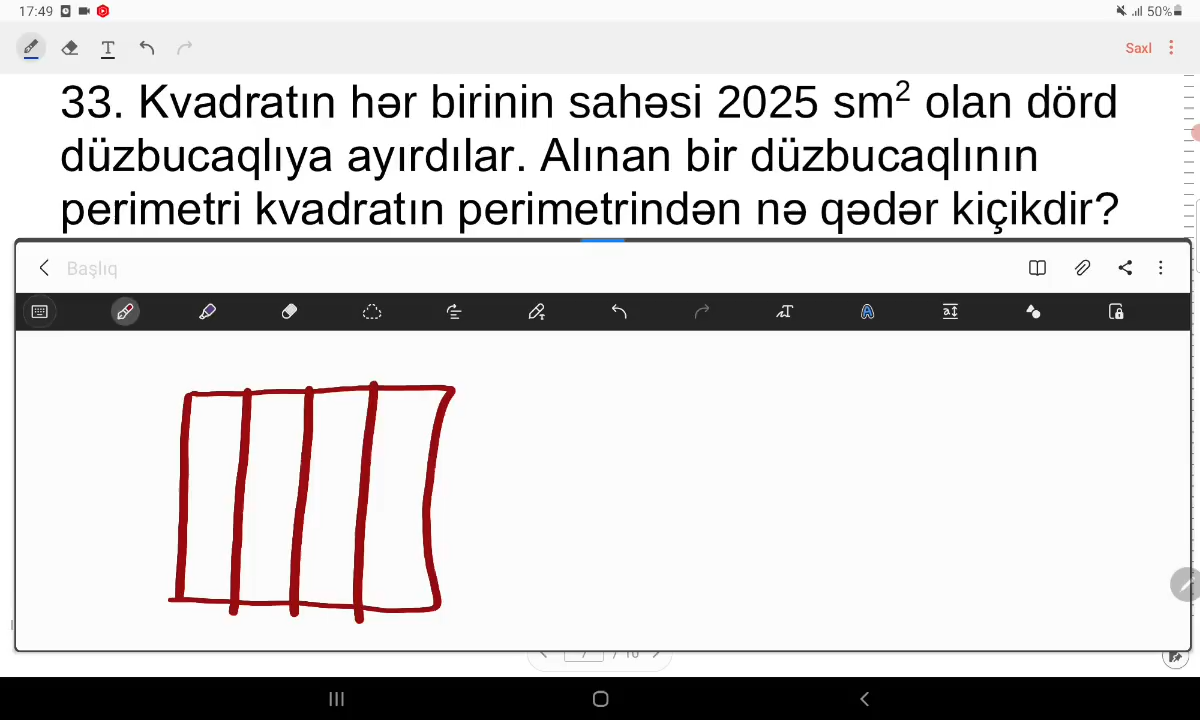 17:49 50%
Saxl
33. Kvadratın hər birinin sahəsi 2025 sm² olan dörd
düzbucaqlıya ayırdılar. Alınan bir düzbucaqlının
perimetri kvadratın perimetrindən nə qədər kiçikdir?
Başlıq